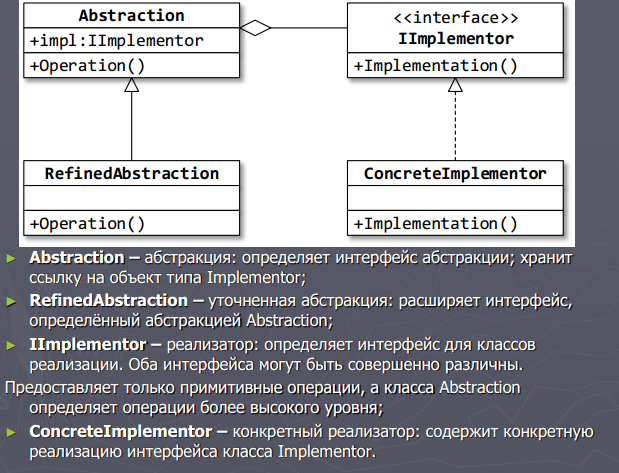 Abstraction
+impl:IImplementor
+Operation()
<<interface>>
IImplementor
+Implementation()
RefinedAbstraction
+Operation()
ConcreteImplementor
+Implementation()
► Abstraction – абстракция: определяет интерфейс абстракции; хранит
ссылку на объект типа Implementor;
► RefinedAbstraction – уточненная абстракция: расширяет интерфейс,
определённый абстракцией Abstraction;
► IImplementor – реализатор: определяет интерфейс для классов
реализации. Оба интерфейса могут быть совершенно различны.
Предоставляет только примитивные операции, а класса Abstraction
определяет операции более высокого уровня;
► ConcreteImplementor – конкретный реализатор: содержит конкретную
реализацию интерфейса класса Implementor.